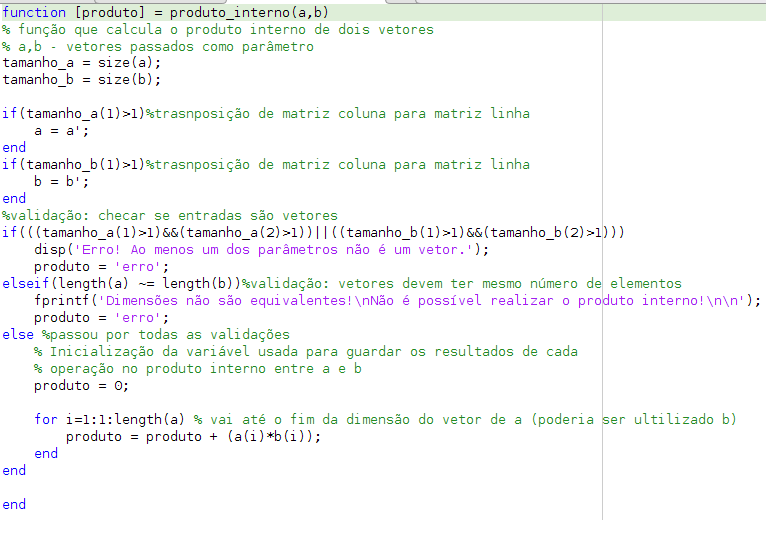 function [produto] = produto_interno(a,b)
% função que calcula o produto interno de dois vetores
% a,b - vetores passados como parâmetro
tamanho_a = size(a);
tamanho_b = size(b);
if(tamanho_a(1)>1)%trasnposição de matriz coluna para matriz linha
    a = a';
end
if(tamanho_b(1)>1)%trasnposição de matriz coluna para matriz linha
    b = b';
end
%validação: checar se entradas são vetores
if(((tamanho_a(1)>1)&&(tamanho_a(2)>1))||((tamanho_b(1)>1)&&(tamanho_b(2)>1)))
    disp('Erro! Ao menos um dos parâmetros não é um vetor.');
    produto = 'erro';
elseif(length(a) ~= length(b))%validação: vetores devem ter mesmo número de elementos
    fprintf('Dimensões não são equivalentes!\nNão é possível realizar o produto interno!\n\n');
    produto = 'erro';
else %passou por todas as validações
    % Inicialização da variável usada para guardar os resultados de cada
    % operação no produto interno entre a e b
    produto = 0;
    for i=1:1:length(a) % vai até o fim da dimensão do vetor de a (poderia ser ultilizado b)
        produto = produto + (a(i)*b(i));
    end
end
end